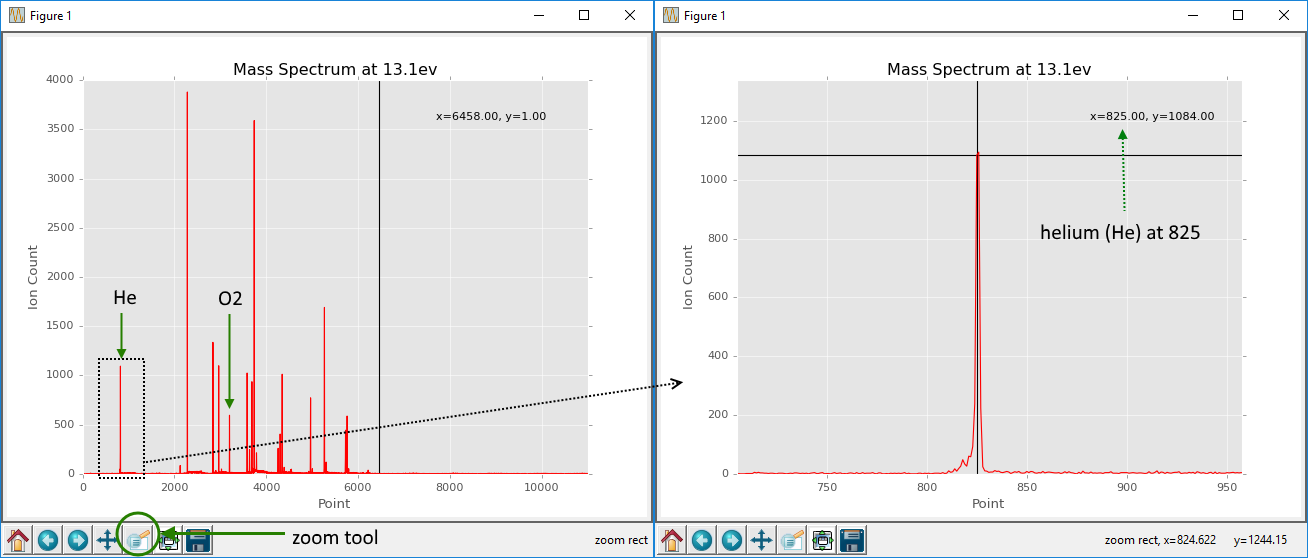 Figure 1
Mass Spectrum at 13.1ev
4000
3500
3000
2500
2000
1500
1000
500
0
Ion Count
x=6458.00, y=1.00
He
O2
0
2000
4000
6000
8000
10000
Point
zoom tool
zoom rect
Figure 1
Mass Spectrum at 13.1ev
1200
1000
800
600
400
200
0
Ion Count
x=825.00, y=1084.00
helium (He) at 825
750
800
850
900
950
Point
zoom rect, x=824.622 y=1244.15